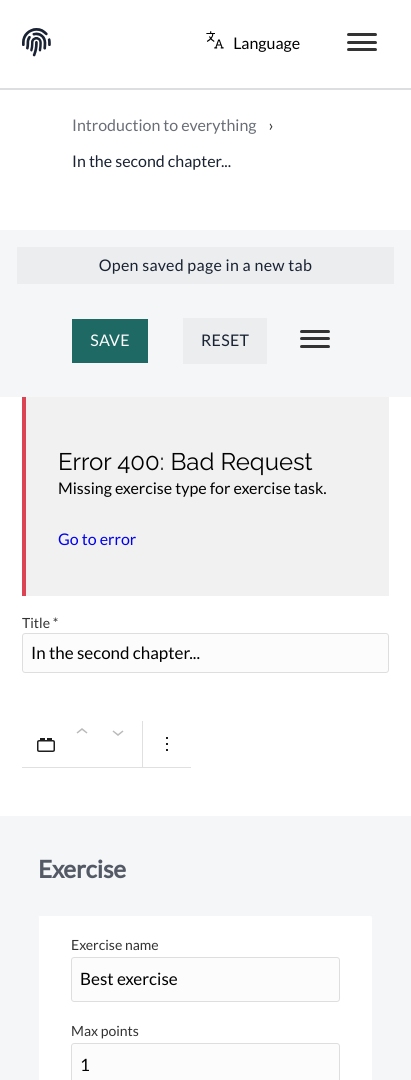 Language
Introduction to everything ›
In the second chapter...
Open saved page in a new tab
SAVE
RESET
Error 400: Bad Request
Missing exercise type for exercise task.
Go to error
Title *
In the second chapter...
Exercise
Exercise name
Best exercise
Max points
1